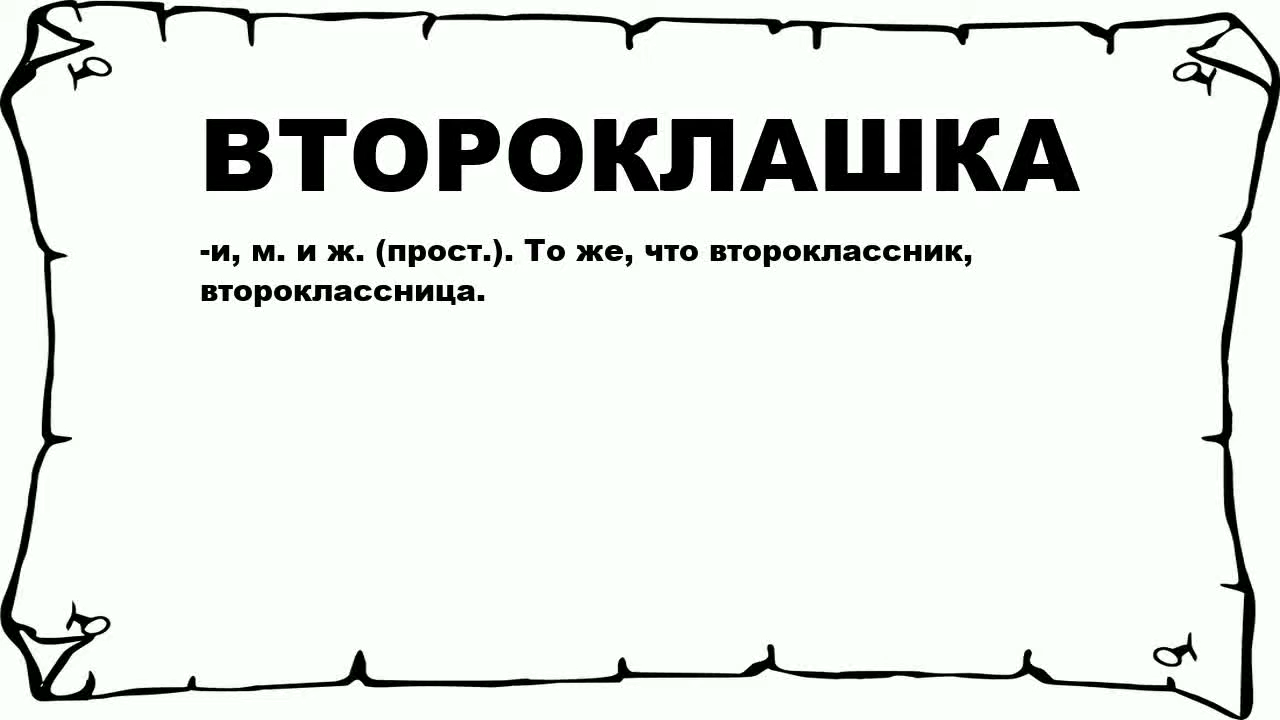 ВТОРОКЛАШКА
-и, м. и ж. (прост.). То же, что второклассник,
второклассница.